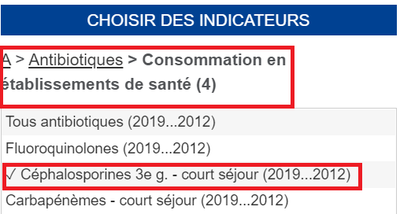 CHOISIR DES INDICATEURS
A > Antibiotiques > Consommation en
établissements de santé (4)
Tous antibiotiques (2019...2012)
Fluoroquinolones (2019...2012)
✓ Céphalosporines 3e g. - court séjour (2019...2012)
Carbapénèmes - court séjour (2019...2012)